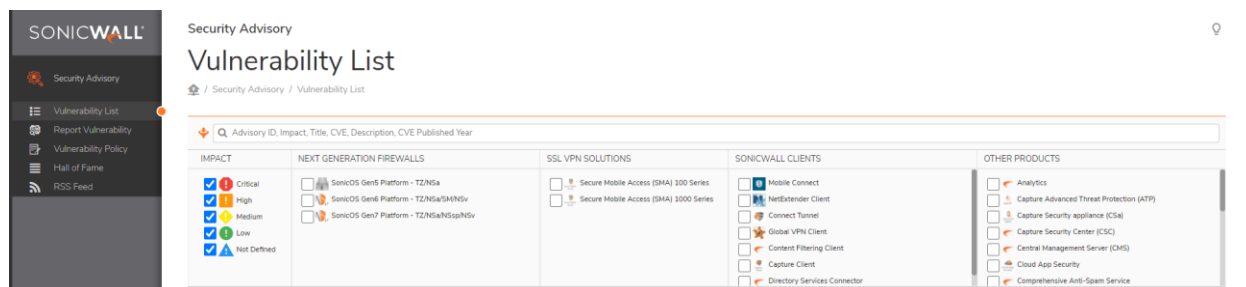 SONICWALL
Security Advisory
Vulnerability List
Report Vulnerability
Vulnerability Policy
Hall of Fame
RSS Feed
Security Advisory
Vulnerability List
/ Security Advisory / Vulnerability List
Advisory ID, Impact, Title, CVE, Description, CVE Published Year
IMPACT
Critical
High
Medium
Low
Not Defined
NEXT GENERATION FIREWALLS
SonicOS Gen5 Platform - TZ/NSa
SonicOS Gen6 Platform - TZ/NSa/SM/NSv
SonicOS Gen7 Platform - TZ/NSa/NSsp/NSv
SSL VPN SOLUTIONS
Secure Mobile Access (SMA) 100 Series
Secure Mobile Access (SMA) 1000 Series
SONICWALL CLIENTS
Mobile Connect
NetExtender Client
Connect Tunnel
Global VPN Client
Content Filtering Client
Capture Client
Directory Services Connector
OTHER PRODUCTS
Analytics
Capture Advanced Threat Protection (ATP)
Capture Security appliance (CSa)
Capture Security Center (CSC)
Central Management Server (CMS)
Cloud App Security
Comprehensive Anti-Spam Service